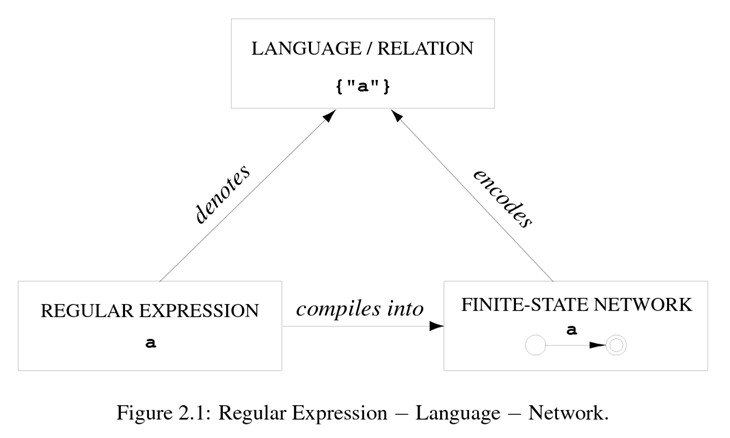 LANGUAGE / RELATION
{"a"}
denotes
encodes
REGULAR EXPRESSION
a
compiles into
FINITE-STATE NETWORK
a
Figure 2.1: Regular Expression – Language – Network.